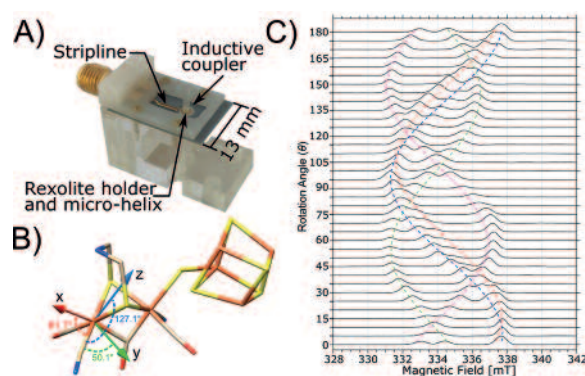 A)
Stripline
Inductive
coupler
13 mm
Rexolite holder
and micro-helix
B)
x
z
y
127.1°
50.1°
C)
Rotation Angle (θ)
180
165
150
135
120
105
90
75
60
45
30
15
0
328 330 332 334 336 338 340 342
Magnetic Field [mT]